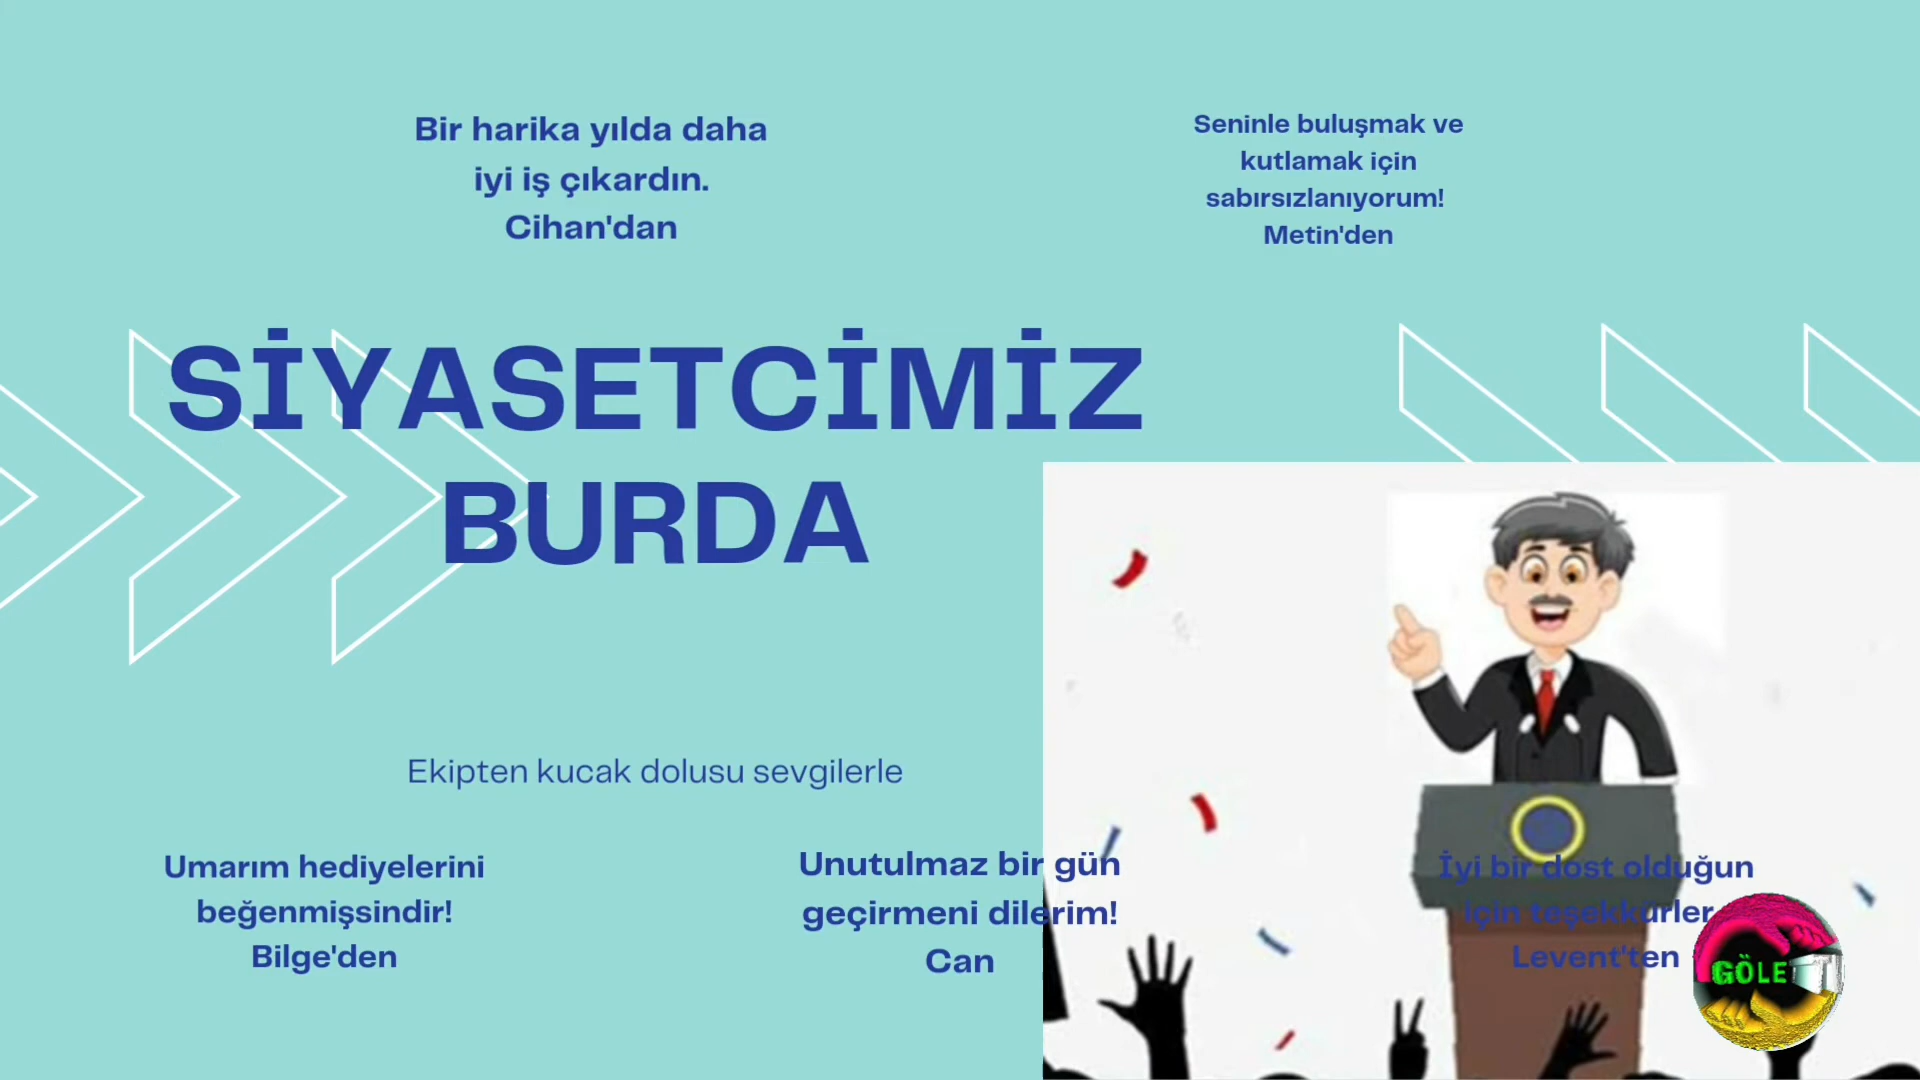 Bir harika yılda daha
iyi iş çıkardın.
Cihan'dan
Seninle buluşmak ve
kutlamak için
sabırsızlanıyorum!
Metin'den
SİYASETCİMİZ
BURDA
Ekipten kucak dolusu sevgilerle
Umarım hediyelerini
beğenmişsindir!
Bilge'den
Unutulmaz bir gün
geçirmeni dilerim!
Can
İyi bir dost olduğun
için teşekkürler
Levent'ten
GÖLE